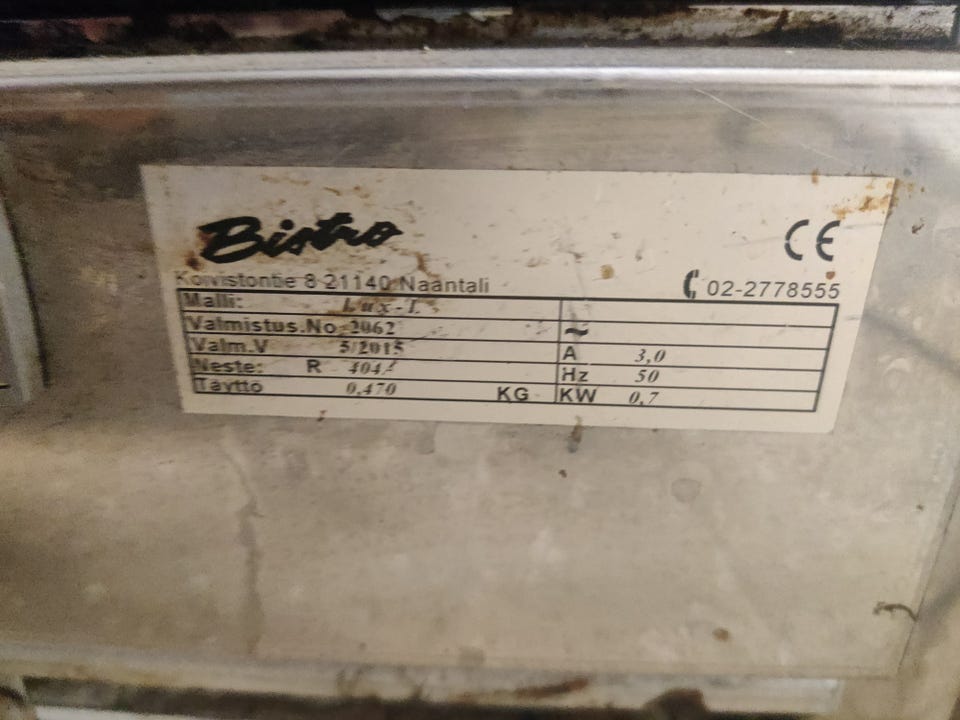 Bistro
CE
Koivistontie 8 21140 Naantali
02-2778555
Malli: Lux-L
Valmistus.No 2062
~
Valm.V 5/2015
A 3,0
Neste: R 404A
Hz 50
Täyttö 0,470 KG
KW 0,7